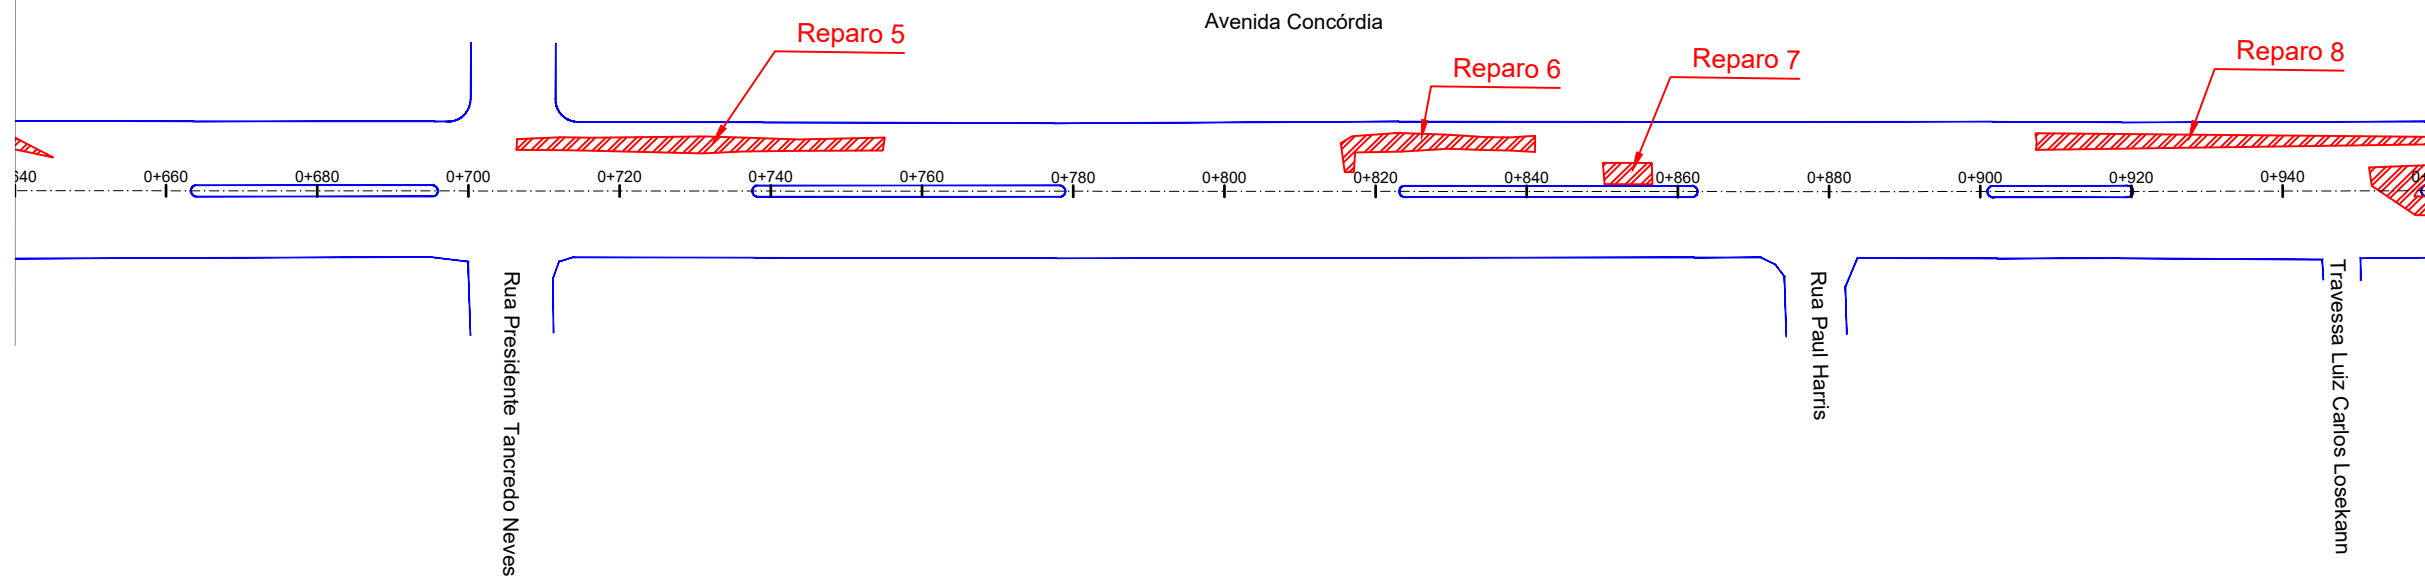 Avenida Concórdia
Reparo 5
Reparo 6
Reparo 7
Reparo 8
640
0+660
0+680
0+700
0+720
0+740
0+760
0+780
0+800
0+820
0+840
0+860
0+880
0+900
0+920
0+940
Rua Presidente Tancredo Neves
Rua Paul Harris
Travessa Luiz Carlos Losekann